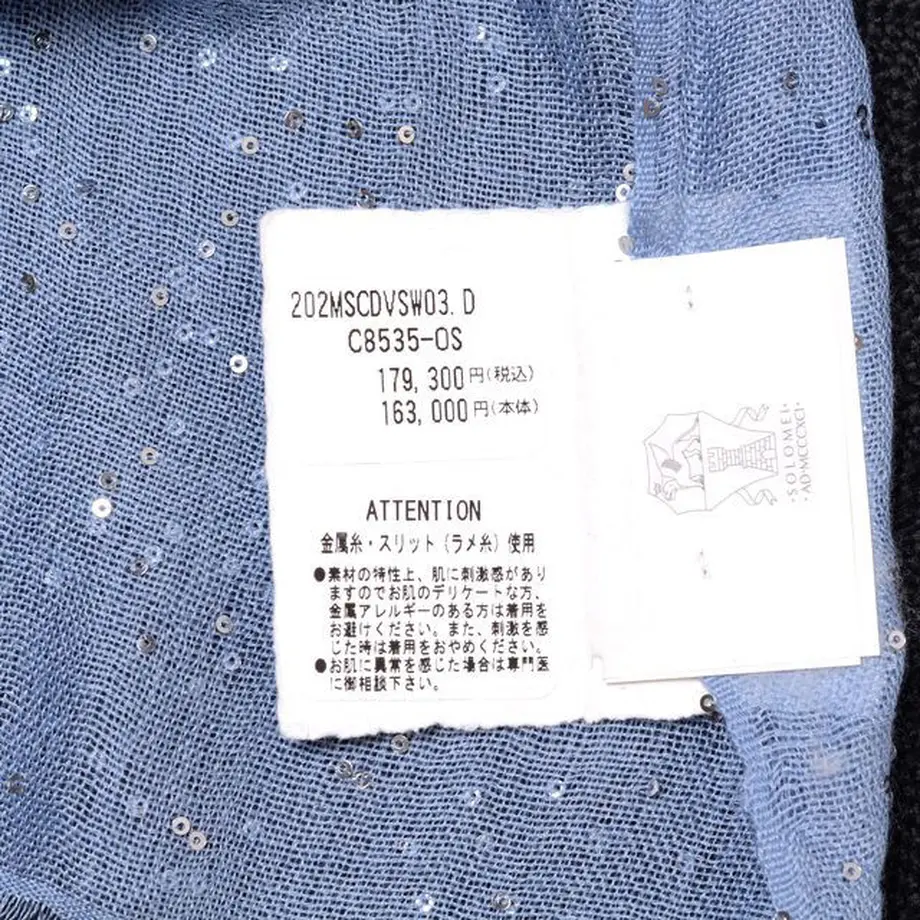 202MSCDVSW03.D
C8535-OS
179,300円(税込)
163,000円(本体)
ATTENTION
金属糸・スリット(ラメ糸)使用
●素材の特性上、肌に刺激感があり
ますのでお肌のデリケートな方、
金属アレルギーのある方は着用を
お避けください。また、刺激を感
じた時は着用をおやめください。
●お肌に異常を感じた場合は専門医
に御相談下さい。
·SOLOMEI·
·AD·MCCCXCI·